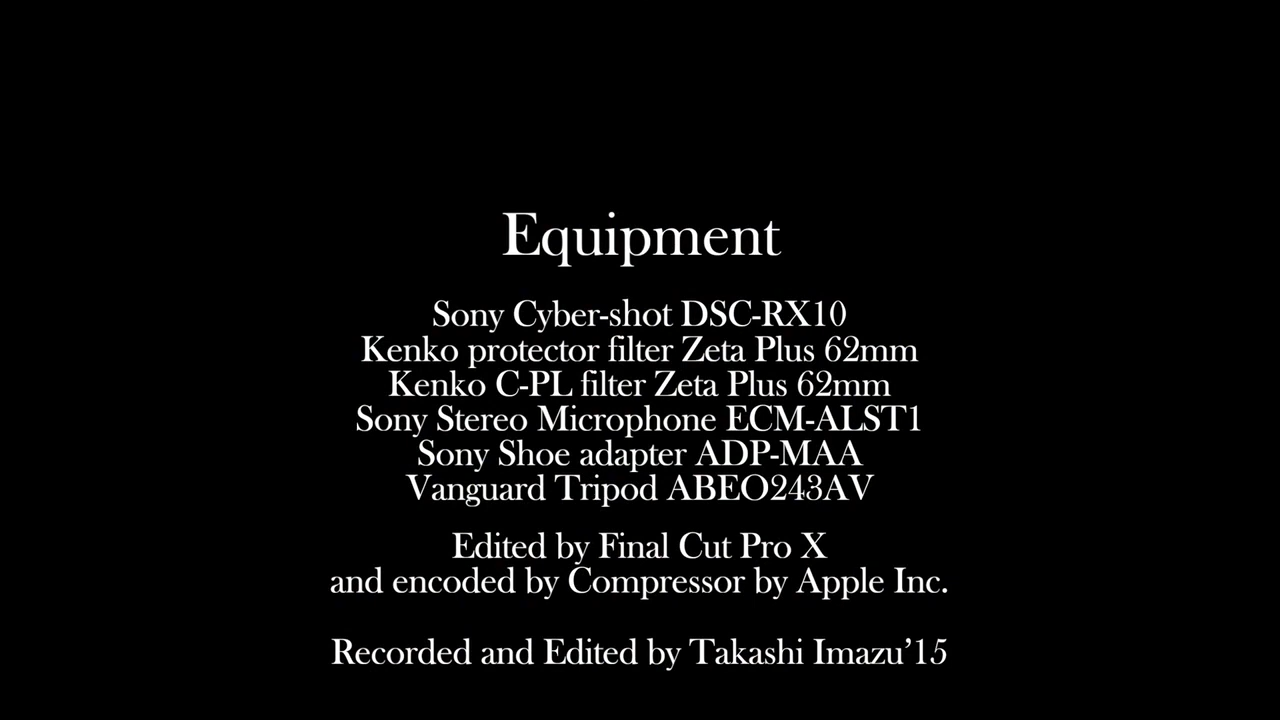 Equipment
Sony Cyber-shot DSC-RX10
Kenko protector filter Zeta Plus 62mm
Kenko C-PL filter Zeta Plus 62mm
Sony Stereo Microphone ECM-ALST1
Sony Shoe adapter ADP-MAA
Vanguard Tripod ABEO243AV
Edited by Final Cut Pro X
and encoded by Compressor by Apple Inc.
Recorded and Edited by Takashi Imazu’15